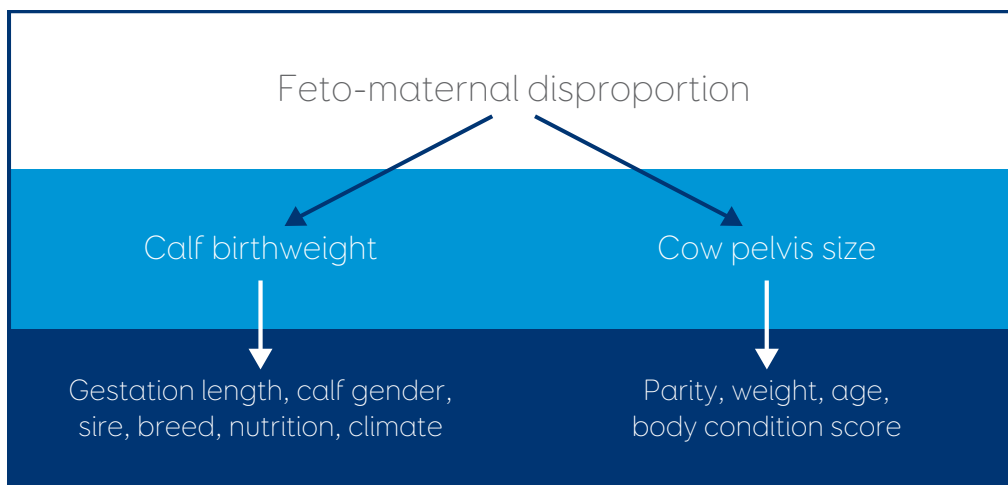 Feto-maternal disproportion
Calf birthweight
Cow pelvis size
Gestation length, calf gender,
sire, breed, nutrition, climate
Parity, weight, age,
body condition score